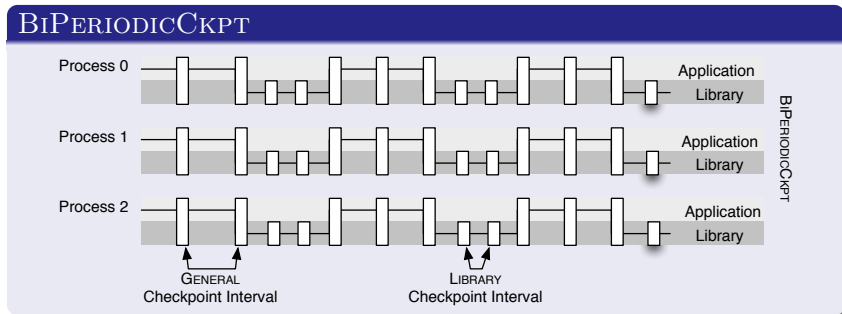 BIPERIODICCKPT
Process 0
Application
Library
Process 1
Application
Library
Process 2
Application
Library
BIPERIODICCKPT
GENERAL
Checkpoint Interval
LIBRARY
Checkpoint Interval